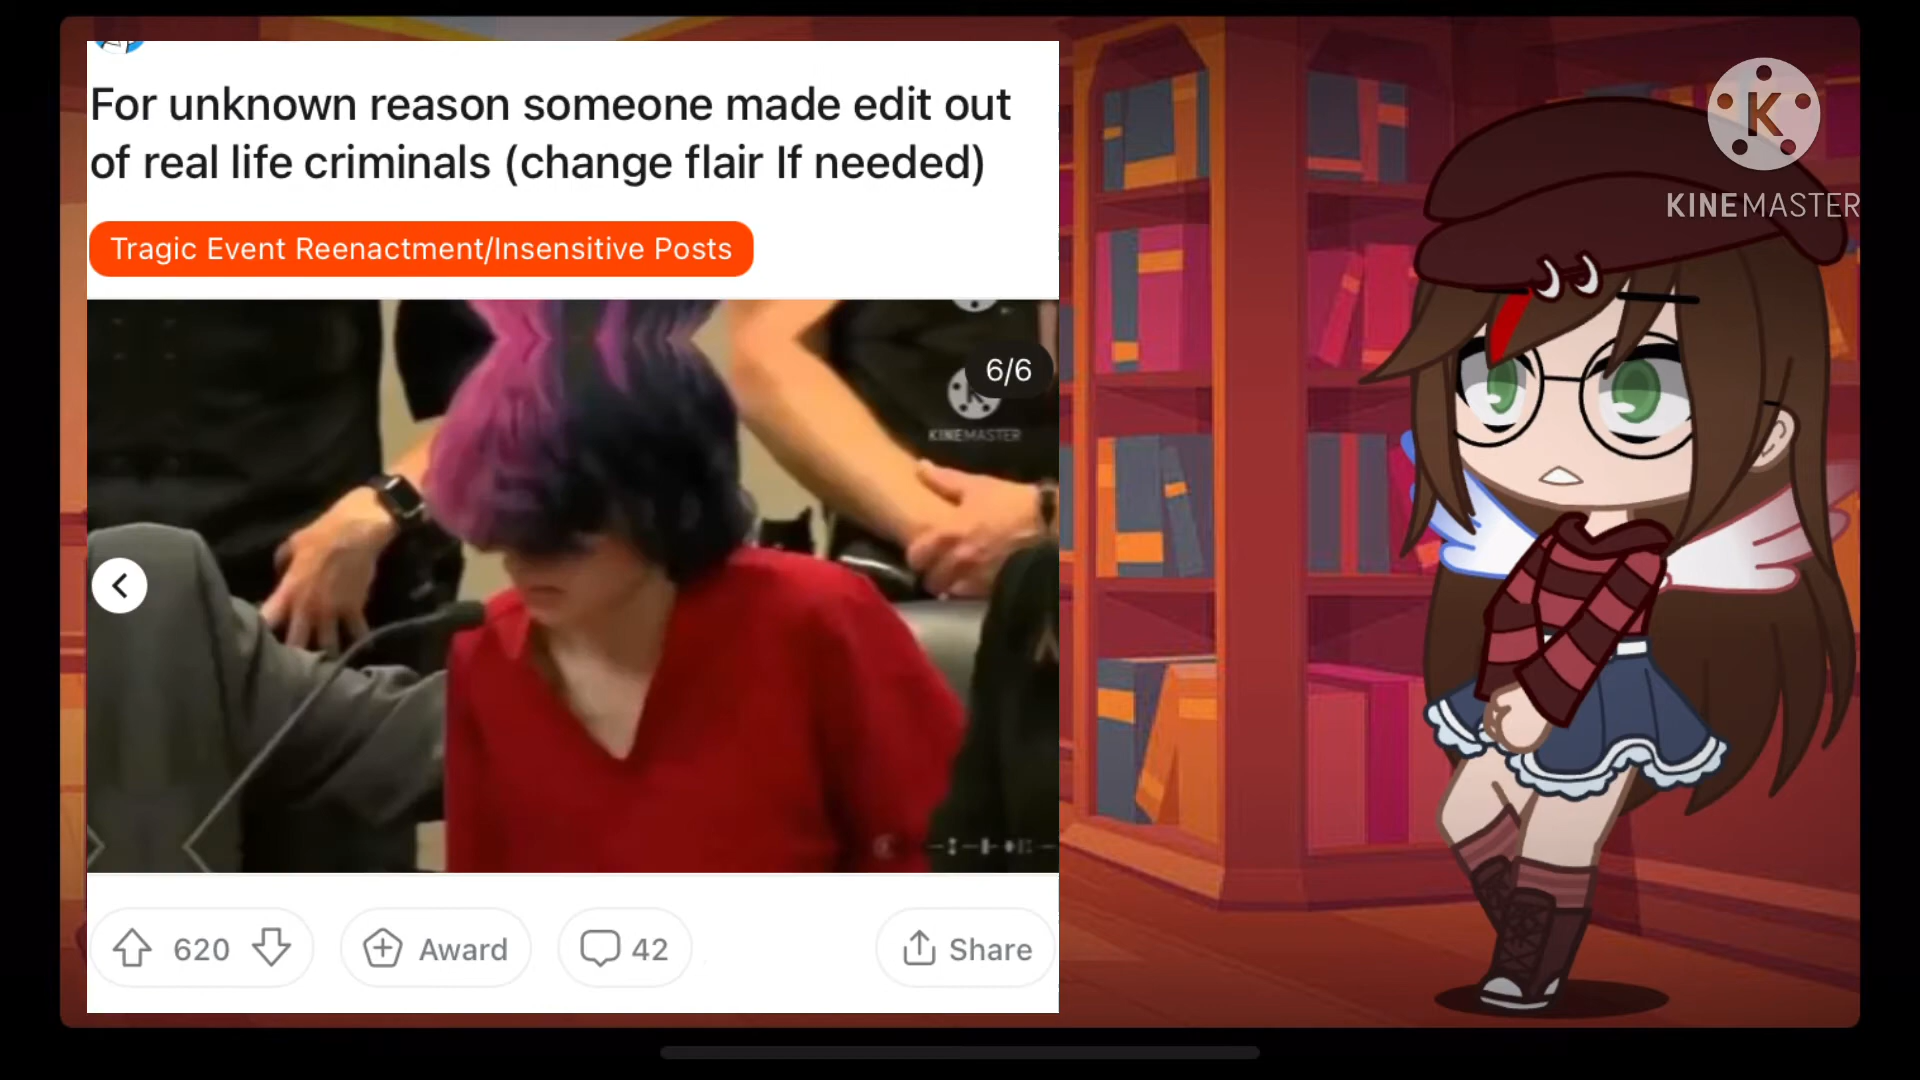 For unknown reason someone made edit out
of real life criminals (change flair If needed)
Tragic Event Reenactment/Insensitive Posts
6/6
KINEMASTER
620
Award
42
Share
K
KINEMASTER